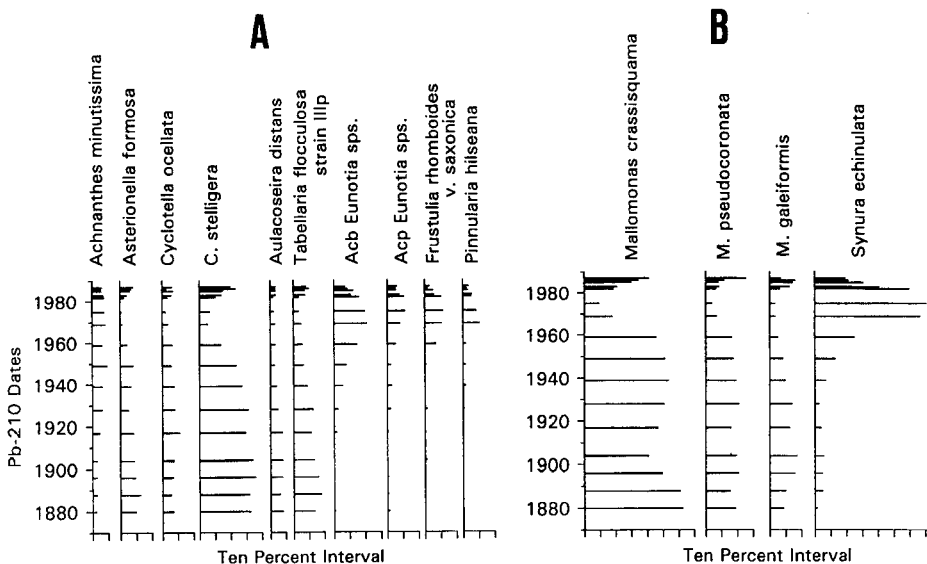 A
B
Achnanthes minutissima
Asterionella formosa
Cyclotella ocellata
C. stelligera
Aulacoseira distans
Tabellaria flocculosa
strain IIIp
Acb Eunotia sps.
Acp Eunotia sps.
Frustulia rhomboides
v. saxonica
Pinnularia hilseana
Mallomonas crassisquama
M. pseudocoronata
M. galeiformis
Synura echinulata
Pb-210 Dates
1980
1960
1940
1920
1900
1880
Ten Percent Interval
1980
1960
1940
1920
1900
1880
Ten Percent Interval